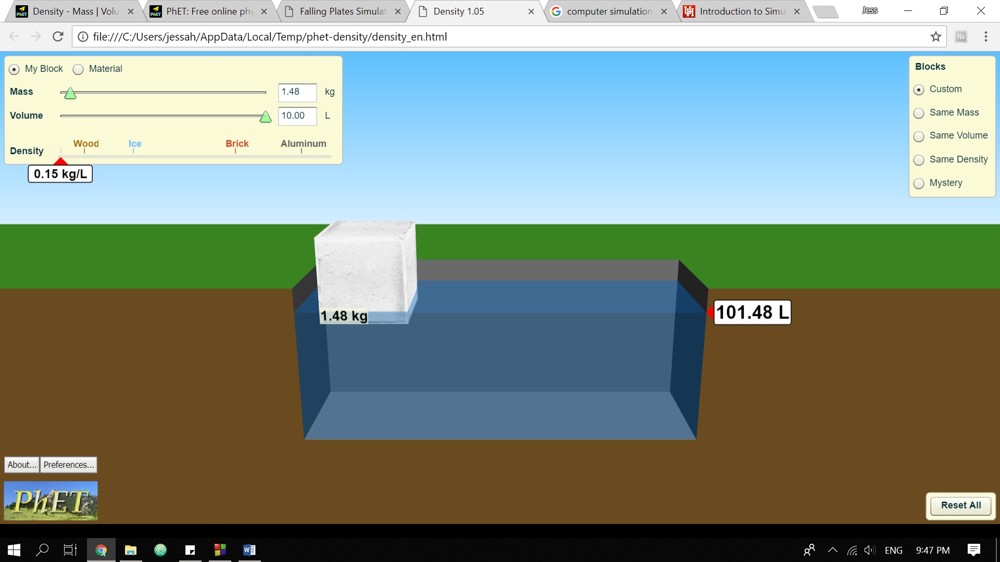 Density - Mass | Volu
PhET: Free online phy
Falling Plates Simulat
Density 1.05
computer simulation
Introduction to Simu
Jess
file:///C:/Users/jessah/AppData/Local/Temp/phet-density/density_en.html
Nx
My Block Material
Mass 1.48 kg
Volume 10.00 L
Wood Ice Brick Aluminum
Density
0.15 kg/L
Blocks
Custom
Same Mass
Same Volume
Same Density
Mystery
1.48 kg
101.48 L
About... Preferences...
PhET
Reset All
ENG 9:47 PM